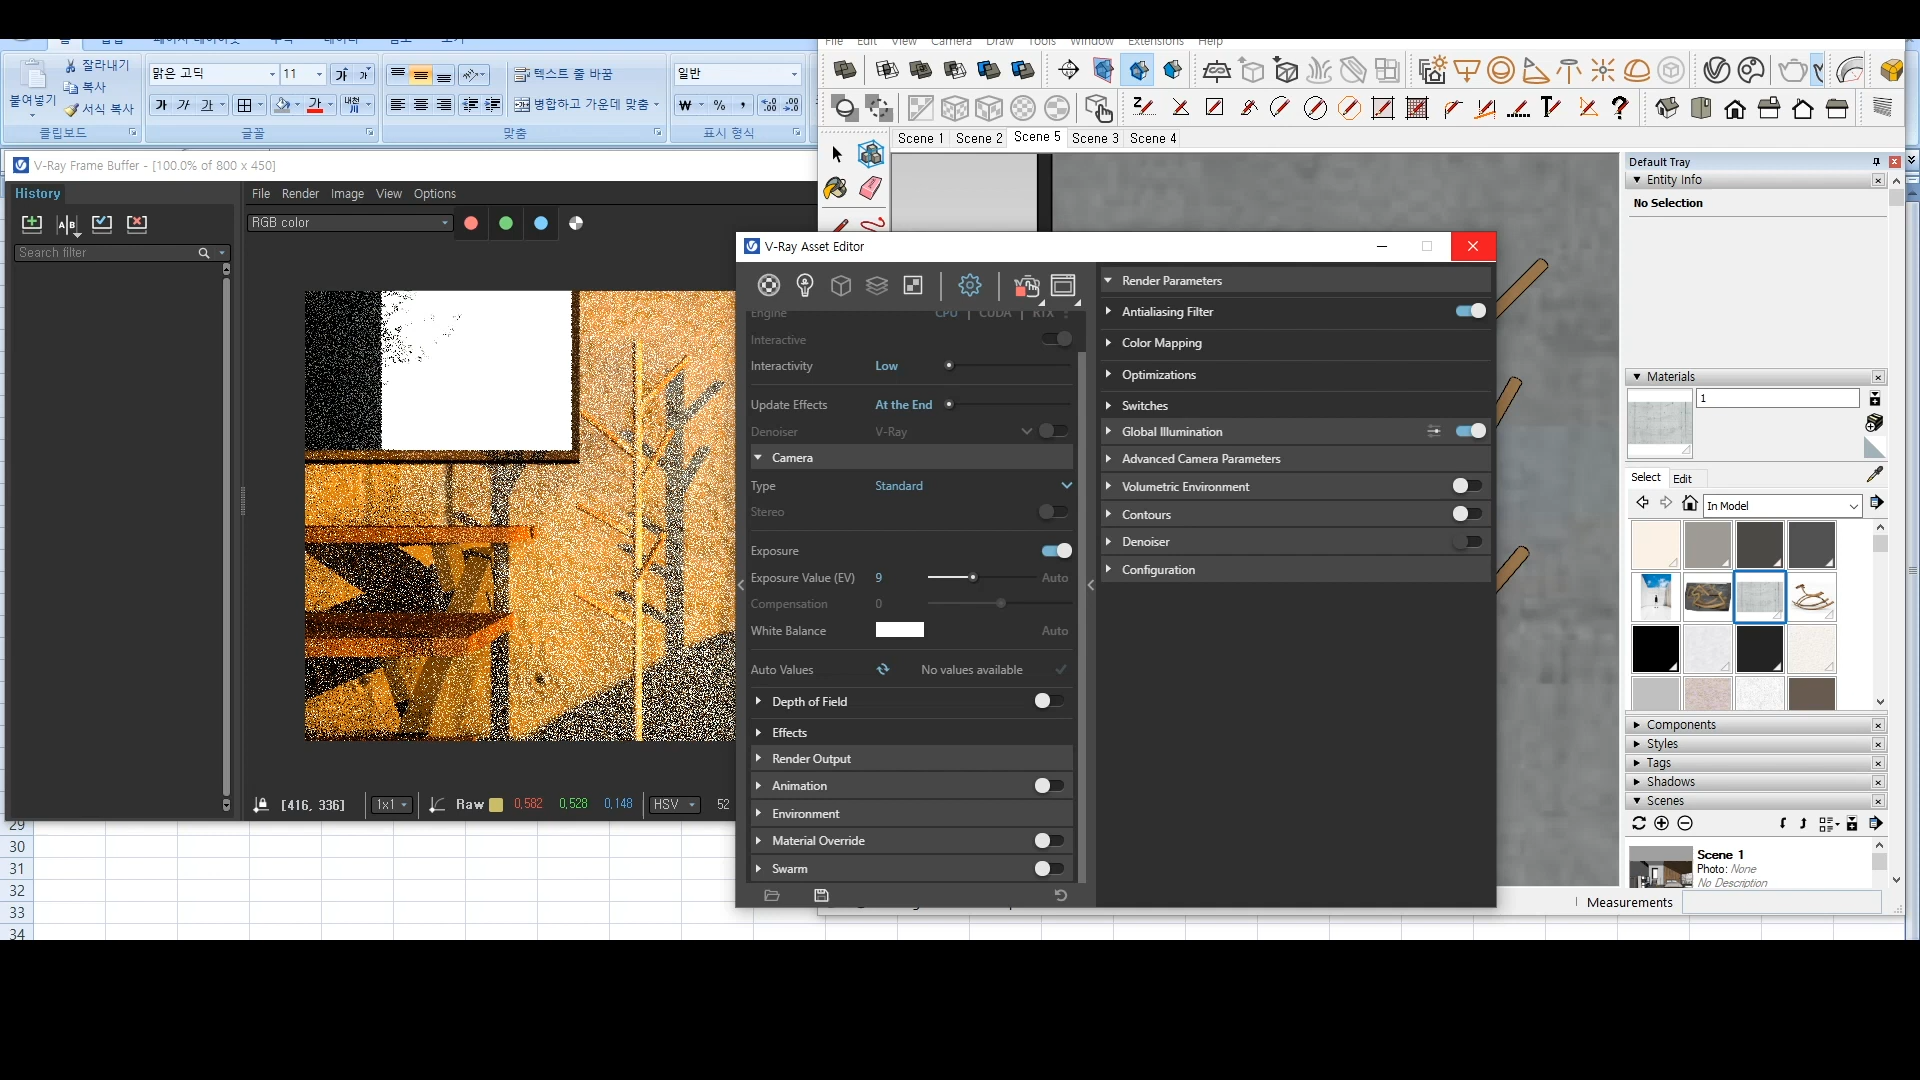 File Edit View Camera Draw Tools Window Extensions Help
잘라내기
복사
서식 복사
붙여넣기
클립보드
맑은 고딕
11
가 가
가 가 가
내천
글꼴
텍스트 줄 바꿈
병합하고 가운데 맞춤
맞춤
일반
₩ % ,
표시 형식
Scene 1 Scene 2 Scene 5 Scene 3 Scene 4
V-Ray Frame Buffer - [100.0% of 800 x 450]
History
File Render Image View Options
A|B
RGB color
Search filter
[416, 336]
1x1
Raw
0,582 0,528 0,148
HSV
52
29
30
31
32
33
34
V-Ray Asset Editor
Engine CPU | CUDA | RTX
Interactive
Interactivity Low
Update Effects At the End
Denoiser V-Ray
Camera
Type Standard
Stereo
Exposure
Exposure Value (EV) 9 Auto
Compensation 0
White Balance Auto
Auto Values No values available
Depth of Field
Effects
Render Output
Animation
Environment
Material Override
Swarm
Render Parameters
Antialiasing Filter
Color Mapping
Optimizations
Switches
Global Illumination
Advanced Camera Parameters
Volumetric Environment
Contours
Denoiser
Configuration
Default Tray
Entity Info
No Selection
Materials
1
Select Edit
In Model
Components
Styles
Tags
Shadows
Scenes
Scene 1
Photo: None
No Description
Measurements